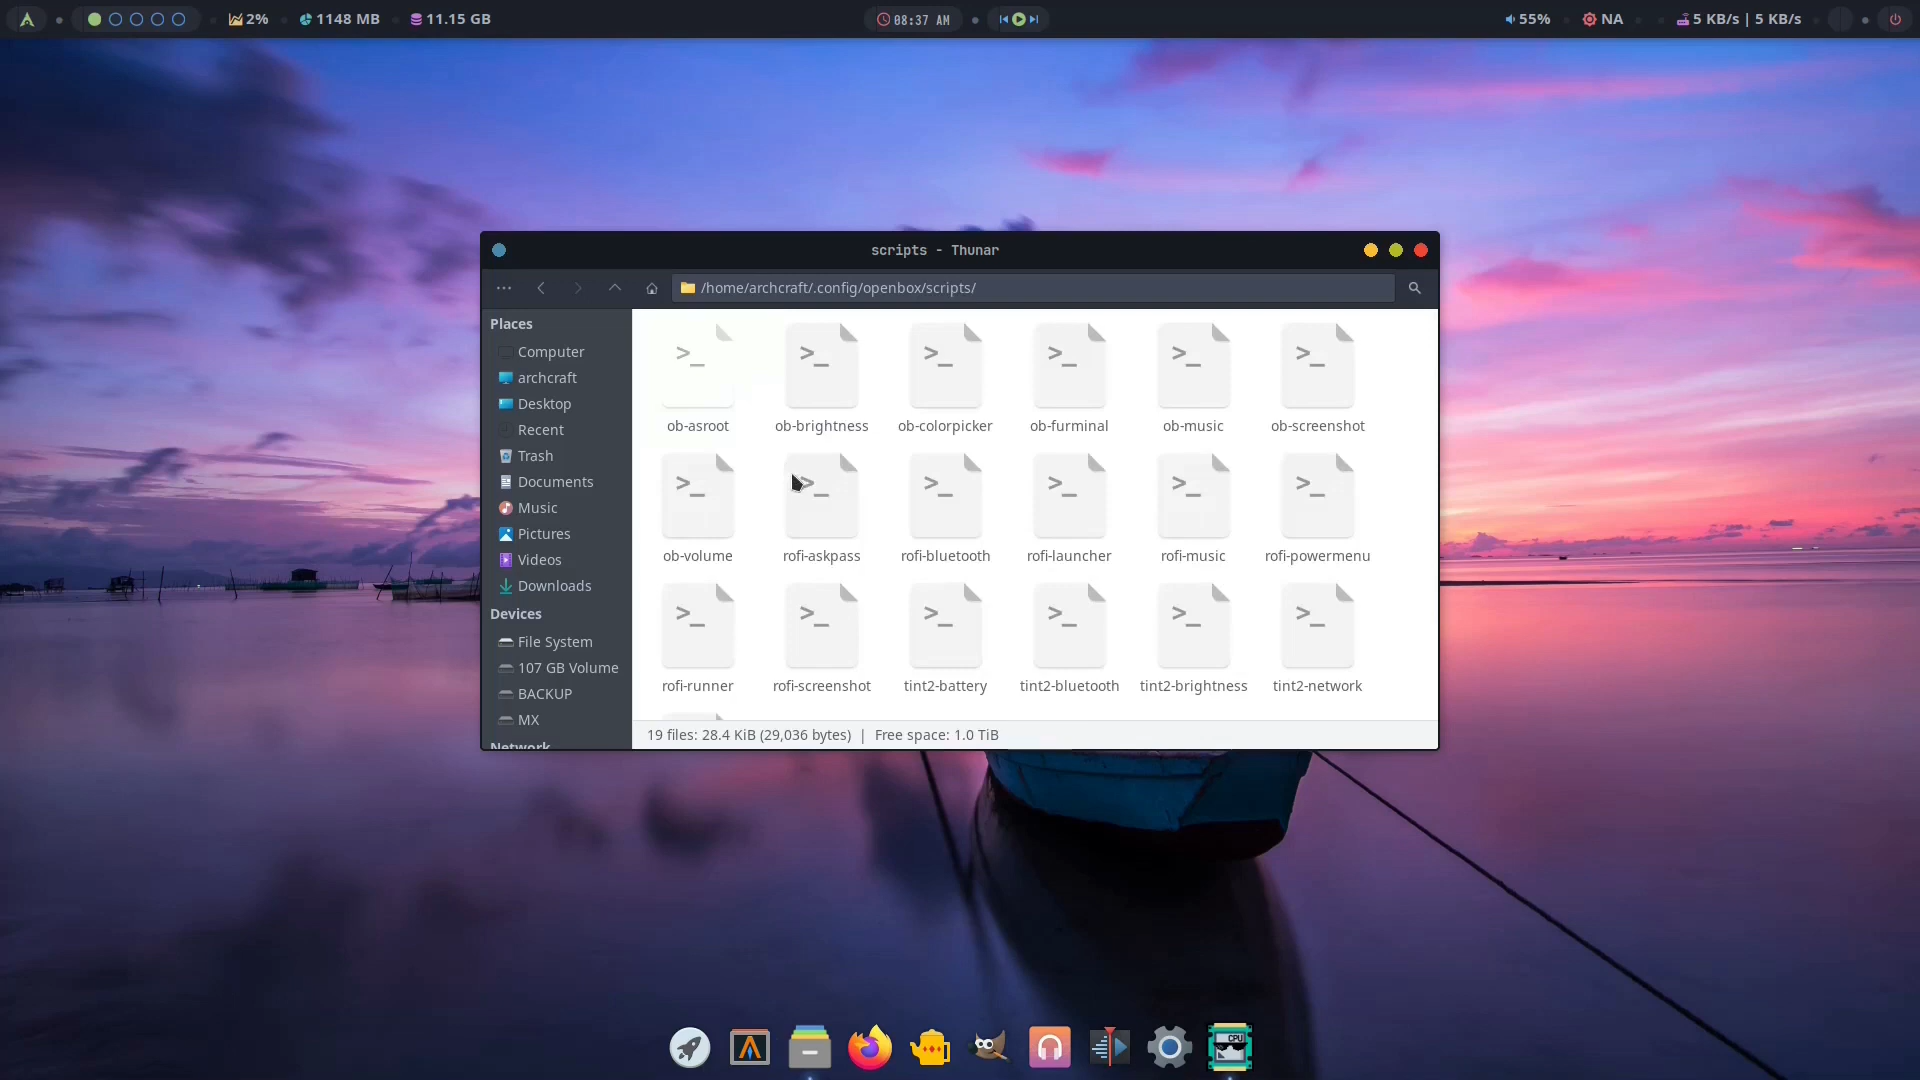 2% 1148 MB 11.15 GB 08:37 AM 55% NA 5 KB/s | 5 KB/s
scripts - Thunar
/home/archcraft/.config/openbox/scripts/
Places
Computer
archcraft
Desktop
Recent
Trash
Documents
Music
Pictures
Videos
Downloads
Devices
File System
107 GB Volume
BACKUP
MX
Network
>_ >_ >_ >_ >_ >_
ob-asroot ob-brightness ob-colorpicker ob-furminal ob-music ob-screenshot
>_ >_ >_ >_ >_ >_
ob-volume rofi-askpass rofi-bluetooth rofi-launcher rofi-music rofi-powermenu
>_ >_ >_ >_ >_ >_
rofi-runner rofi-screenshot tint2-battery tint2-bluetooth tint2-brightness tint2-network
19 files: 28.4 KiB (29,036 bytes) | Free space: 1.0 TiB
CPU